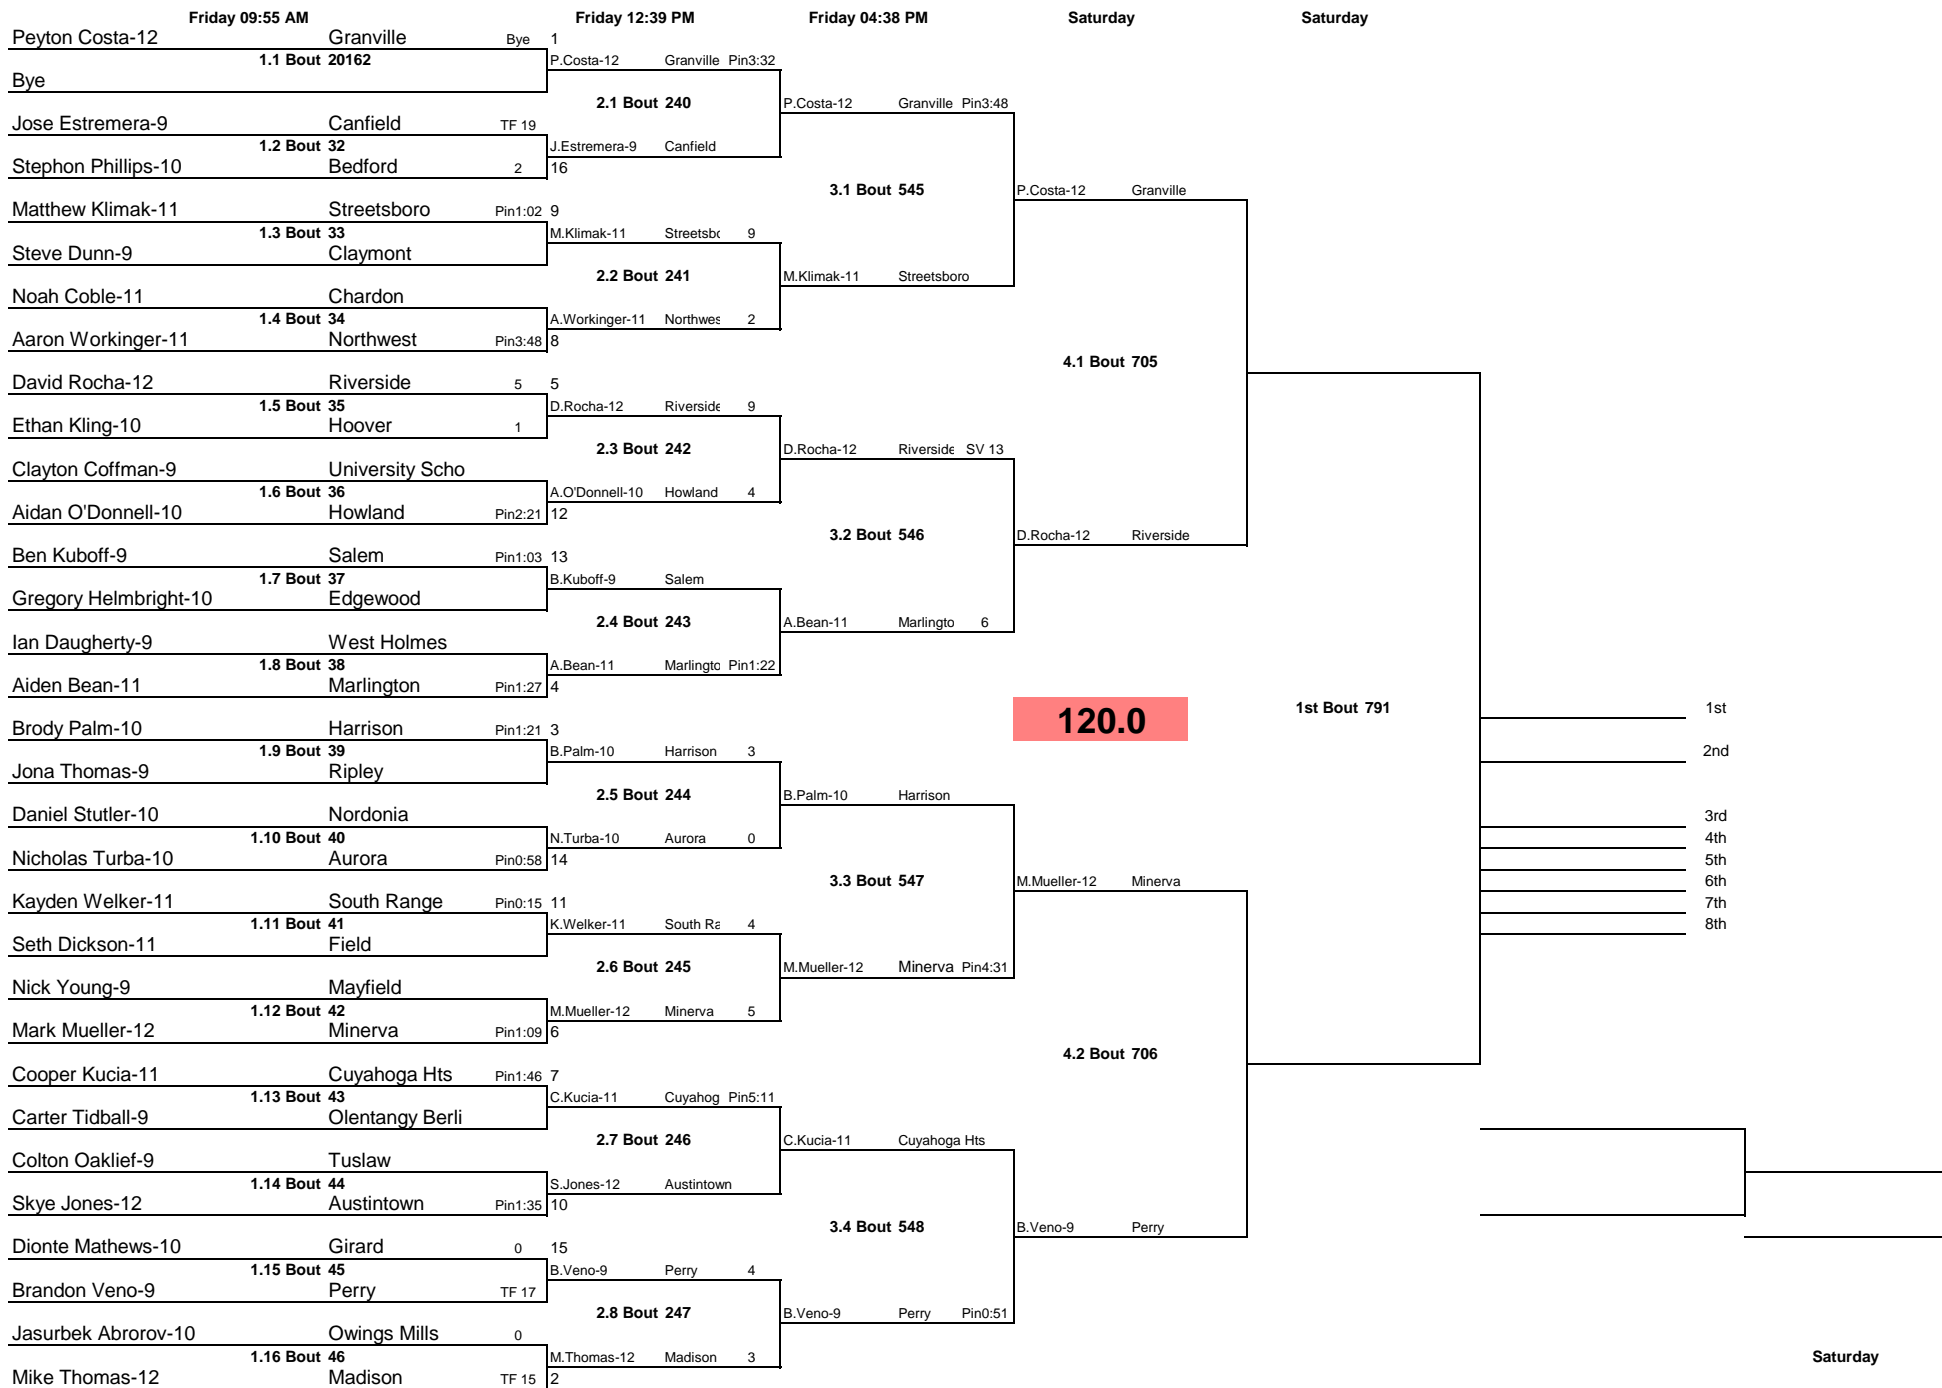 Friday 09:55 AM Friday 12:39 PM Friday 04:38 PM Saturday Saturday
Peyton Costa-12 Granville Bye 1
1.1 Bout 20162 P.Costa-12 Granville Pin3:32
Bye
2.1 Bout 240 P.Costa-12 Granville Pin3:48
Jose Estremera-9 Canfield TF 19
1.2 Bout 32 J.Estremera-9 Canfield
Stephon Phillips-10 Bedford 2 16
3.1 Bout 545 P.Costa-12 Granville
Matthew Klimak-11 Streetsboro Pin1:02 9
1.3 Bout 33 M.Klimak-11 Streetsbo 9
Steve Dunn-9 Claymont
2.2 Bout 241 M.Klimak-11 Streetsboro
Noah Coble-11 Chardon
1.4 Bout 34 A.Workinger-11 Northwes 2
Aaron Workinger-11 Northwest Pin3:48 8
4.1 Bout 705
David Rocha-12 Riverside 5 5
1.5 Bout 35 D.Rocha-12 Riverside 9
Ethan Kling-10 Hoover 1
2.3 Bout 242 D.Rocha-12 Riverside SV 13
Clayton Coffman-9 University Scho
1.6 Bout 36 A.O'Donnell-10 Howland 4
Aidan O'Donnell-10 Howland Pin2:21 12
3.2 Bout 546 D.Rocha-12 Riverside
Ben Kuboff-9 Salem Pin1:03 13
1.7 Bout 37 B.Kuboff-9 Salem
Gregory Helmbright-10 Edgewood
2.4 Bout 243 A.Bean-11 Marlingto 6
Ian Daugherty-9 West Holmes
1.8 Bout 38 A.Bean-11 Marlingto Pin1:22
Aiden Bean-11 Marlington Pin1:27 4
120.0 1st Bout 791 1st
Brody Palm-10 Harrison Pin1:21 3
1.9 Bout 39 B.Palm-10 Harrison 3 2nd
Jona Thomas-9 Ripley
2.5 Bout 244 B.Palm-10 Harrison
Daniel Stutler-10 Nordonia 3rd
1.10 Bout 40 N.Turba-10 Aurora 0 4th
Nicholas Turba-10 Aurora Pin0:58 14 5th
3.3 Bout 547 M.Mueller-12 Minerva 6th
Kayden Welker-11 South Range Pin0:15 11 7th
1.11 Bout 41 K.Welker-11 South Ra 4 8th
Seth Dickson-11 Field
2.6 Bout 245 M.Mueller-12 Minerva Pin4:31
Nick Young-9 Mayfield
1.12 Bout 42 M.Mueller-12 Minerva 5
Mark Mueller-12 Minerva Pin1:09 6
4.2 Bout 706
Cooper Kucia-11 Cuyahoga Hts Pin1:46 7
1.13 Bout 43 C.Kucia-11 Cuyahog Pin5:11
Carter Tidball-9 Olentangy Berli
2.7 Bout 246 C.Kucia-11 Cuyahoga Hts
Colton Oaklief-9 Tuslaw
1.14 Bout 44 S.Jones-12 Austintown
Skye Jones-12 Austintown Pin1:35 10
3.4 Bout 548 B.Veno-9 Perry
Dionte Mathews-10 Girard 0 15
1.15 Bout 45 B.Veno-9 Perry 4
Brandon Veno-9 Perry TF 17
2.8 Bout 247 B.Veno-9 Perry Pin0:51
Jasurbek Abrorov-10 Owings Mills 0
1.16 Bout 46 M.Thomas-12 Madison 3 Saturday
Mike Thomas-12 Madison TF 15 2